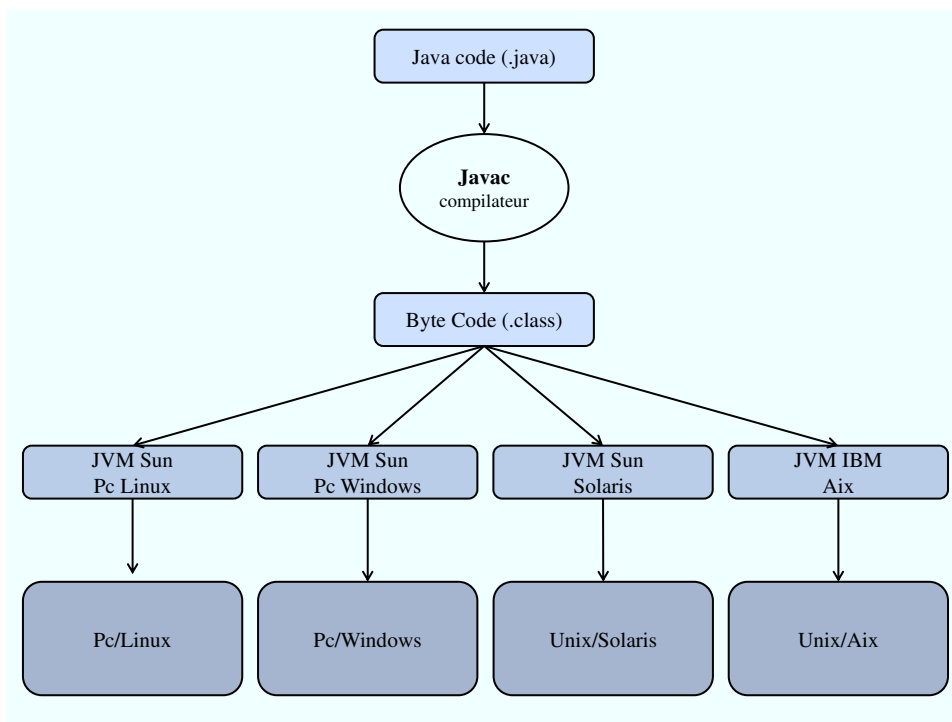 Java code (.java)
Javac
compilateur
Byte Code (.class)
JVM Sun
Pc Linux
JVM Sun
Pc Windows
JVM Sun
Solaris
JVM IBM
Aix
Pc/Linux
Pc/Windows
Unix/Solaris
Unix/Aix